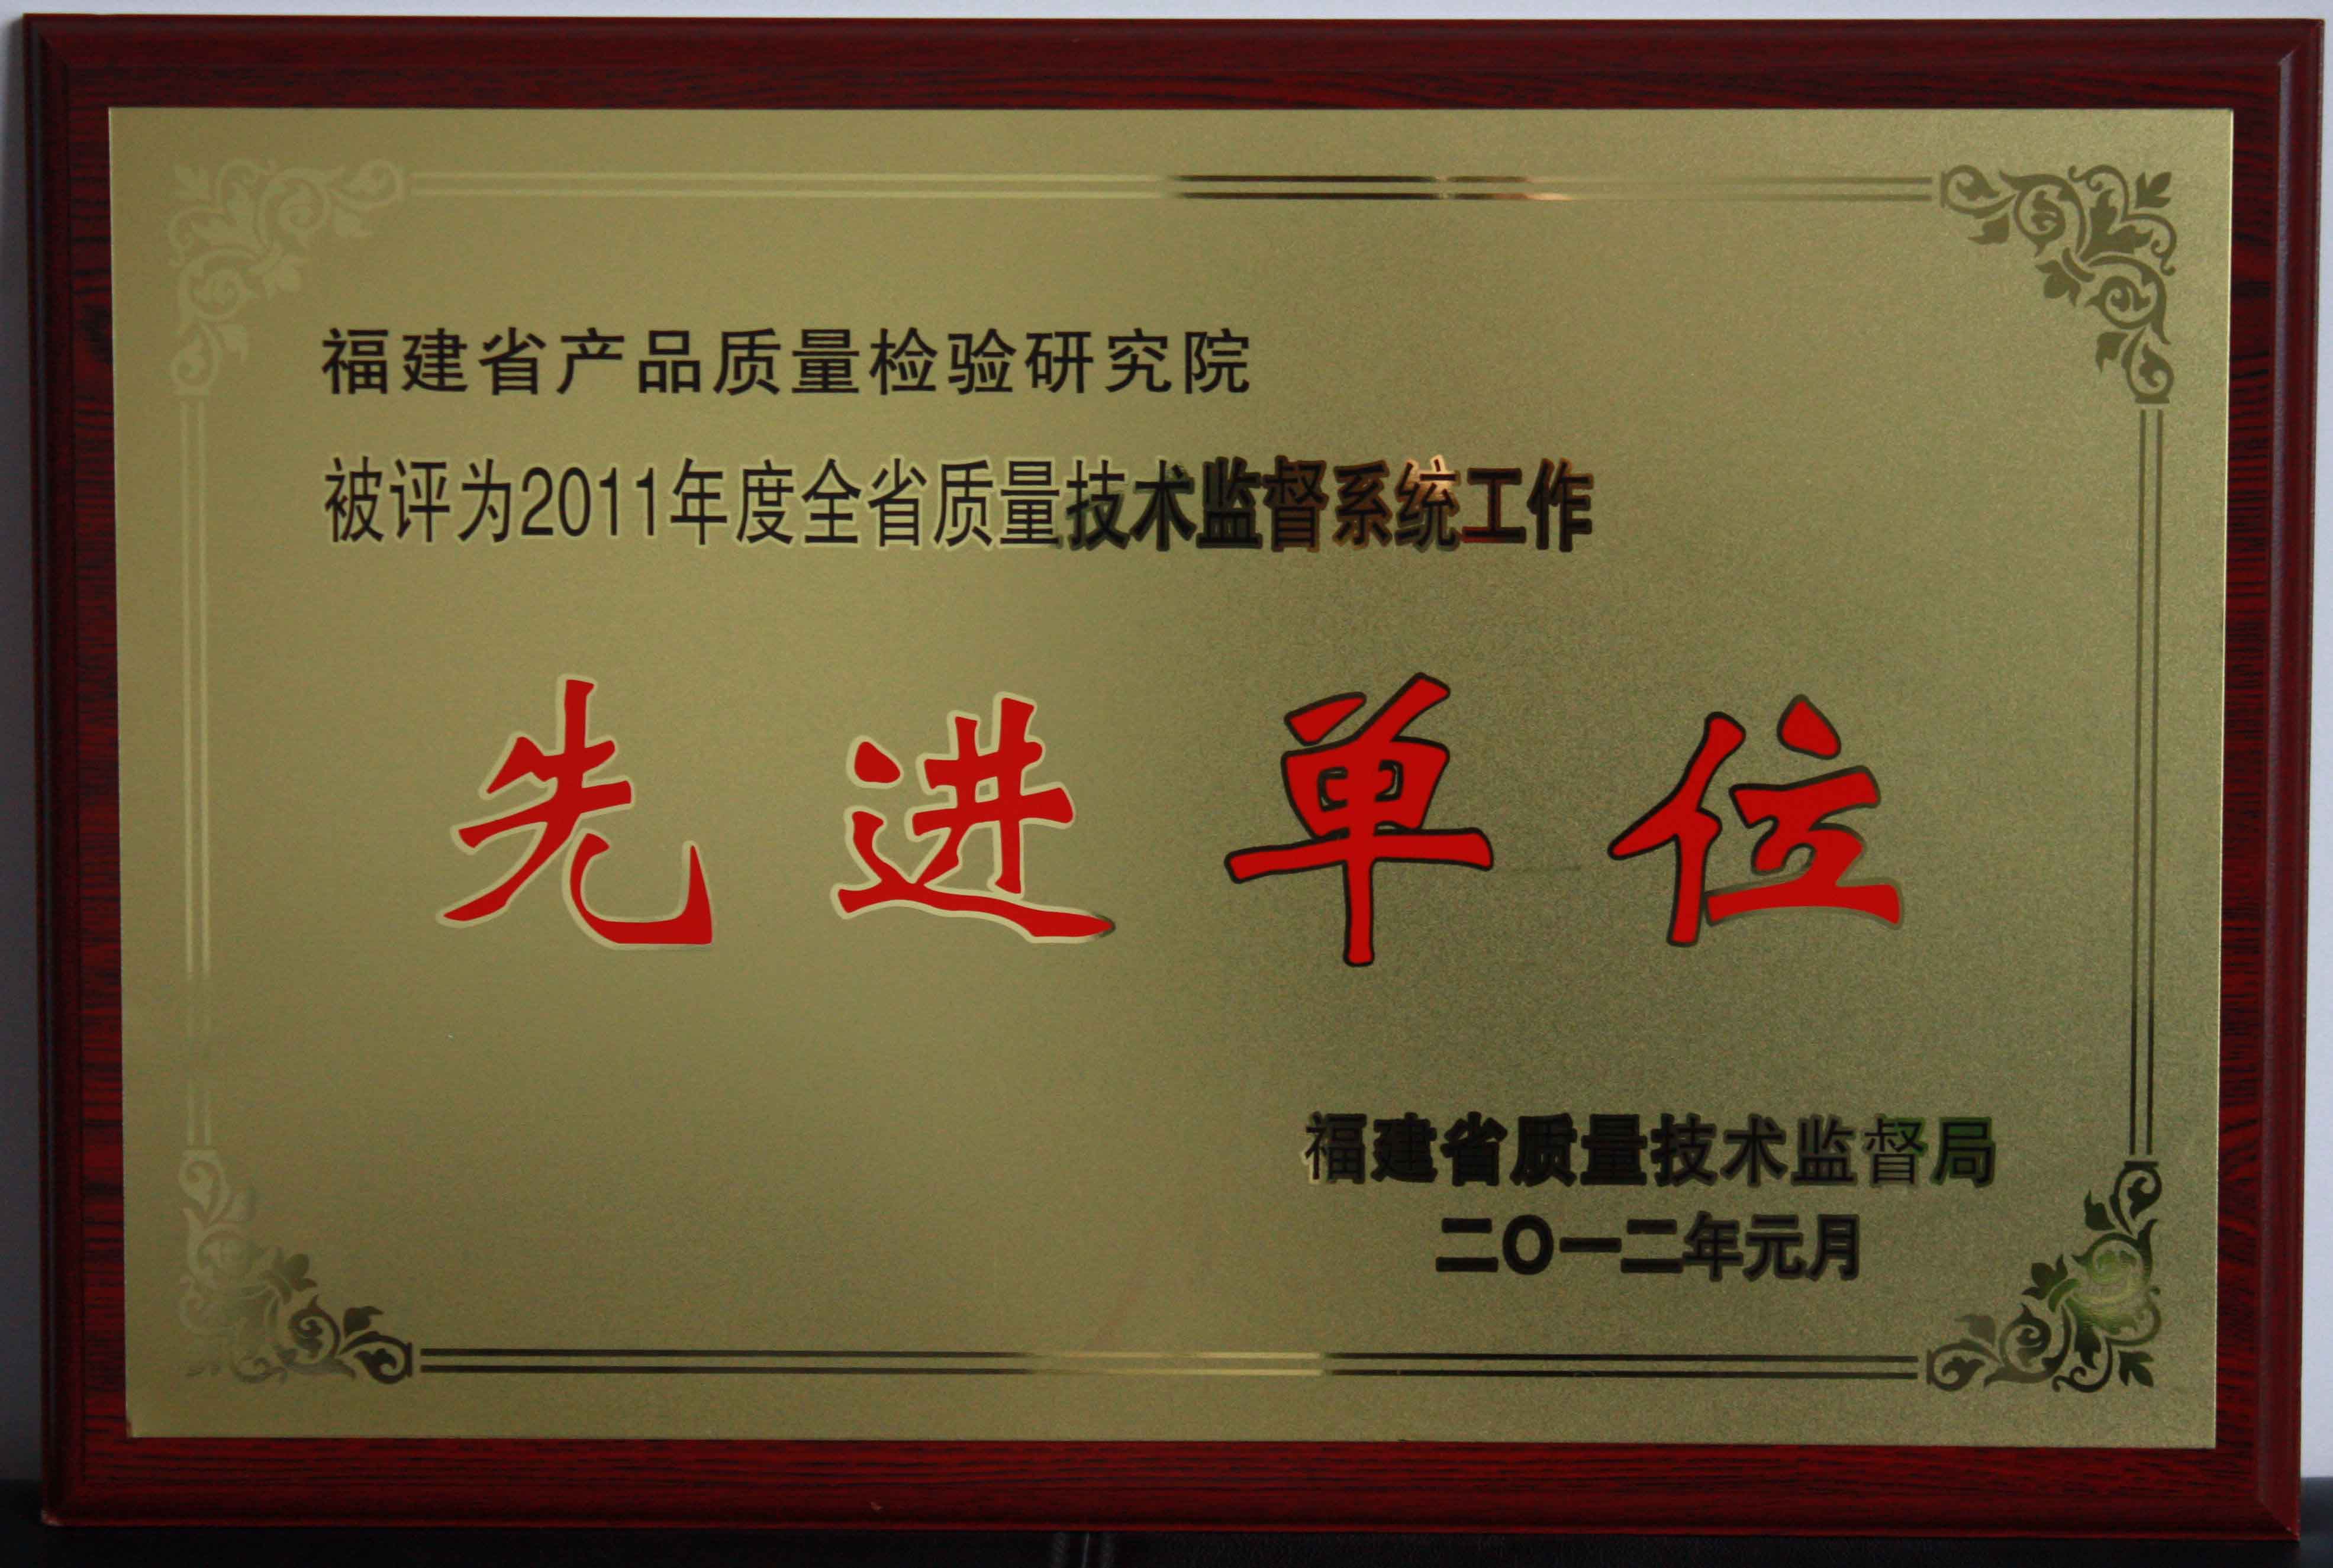 福建省产品质量检验研究院
被评为2011年度全省质量技术监督系统工作
先进单位
福建省质量技术监督局
二〇一二年元月